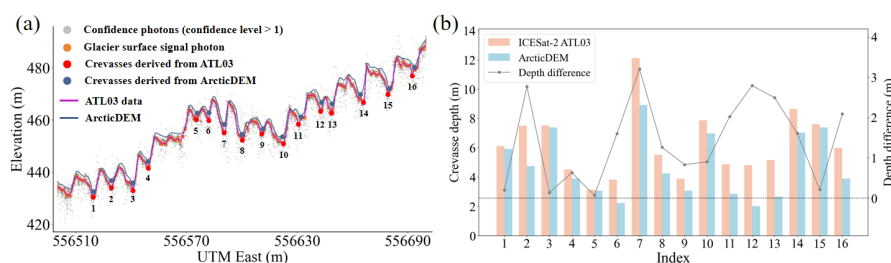 (a)
Confidence photons (confidence level > 1)
Glacier surface signal photon
Crevasses derived from ATL03
Crevasses derived from ArcticDEM
ATL03 data
ArcticDEM
Elevation (m)
480
460
440
420
1 2 3 4 5 6 7 8 9 10 11 12 13 14 15 16
556510 556570 556630 556690
UTM East (m)
(b)
ICESat-2 ATL03
ArcticDEM
Depth difference
Crevasse depth (m)
14
12
10
8
6
4
2
0
Depth difference (m)
4
3
2
1
0
1 2 3 4 5 6 7 8 9 10 11 12 13 14 15 16
Index